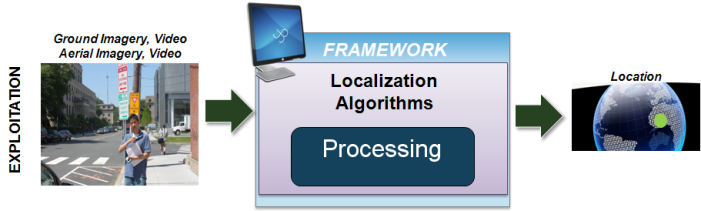 EXPLOITATION
Ground Imagery, Video
Aerial Imagery, Video
FRAMEWORK
Localization
Algorithms
Processing
Location